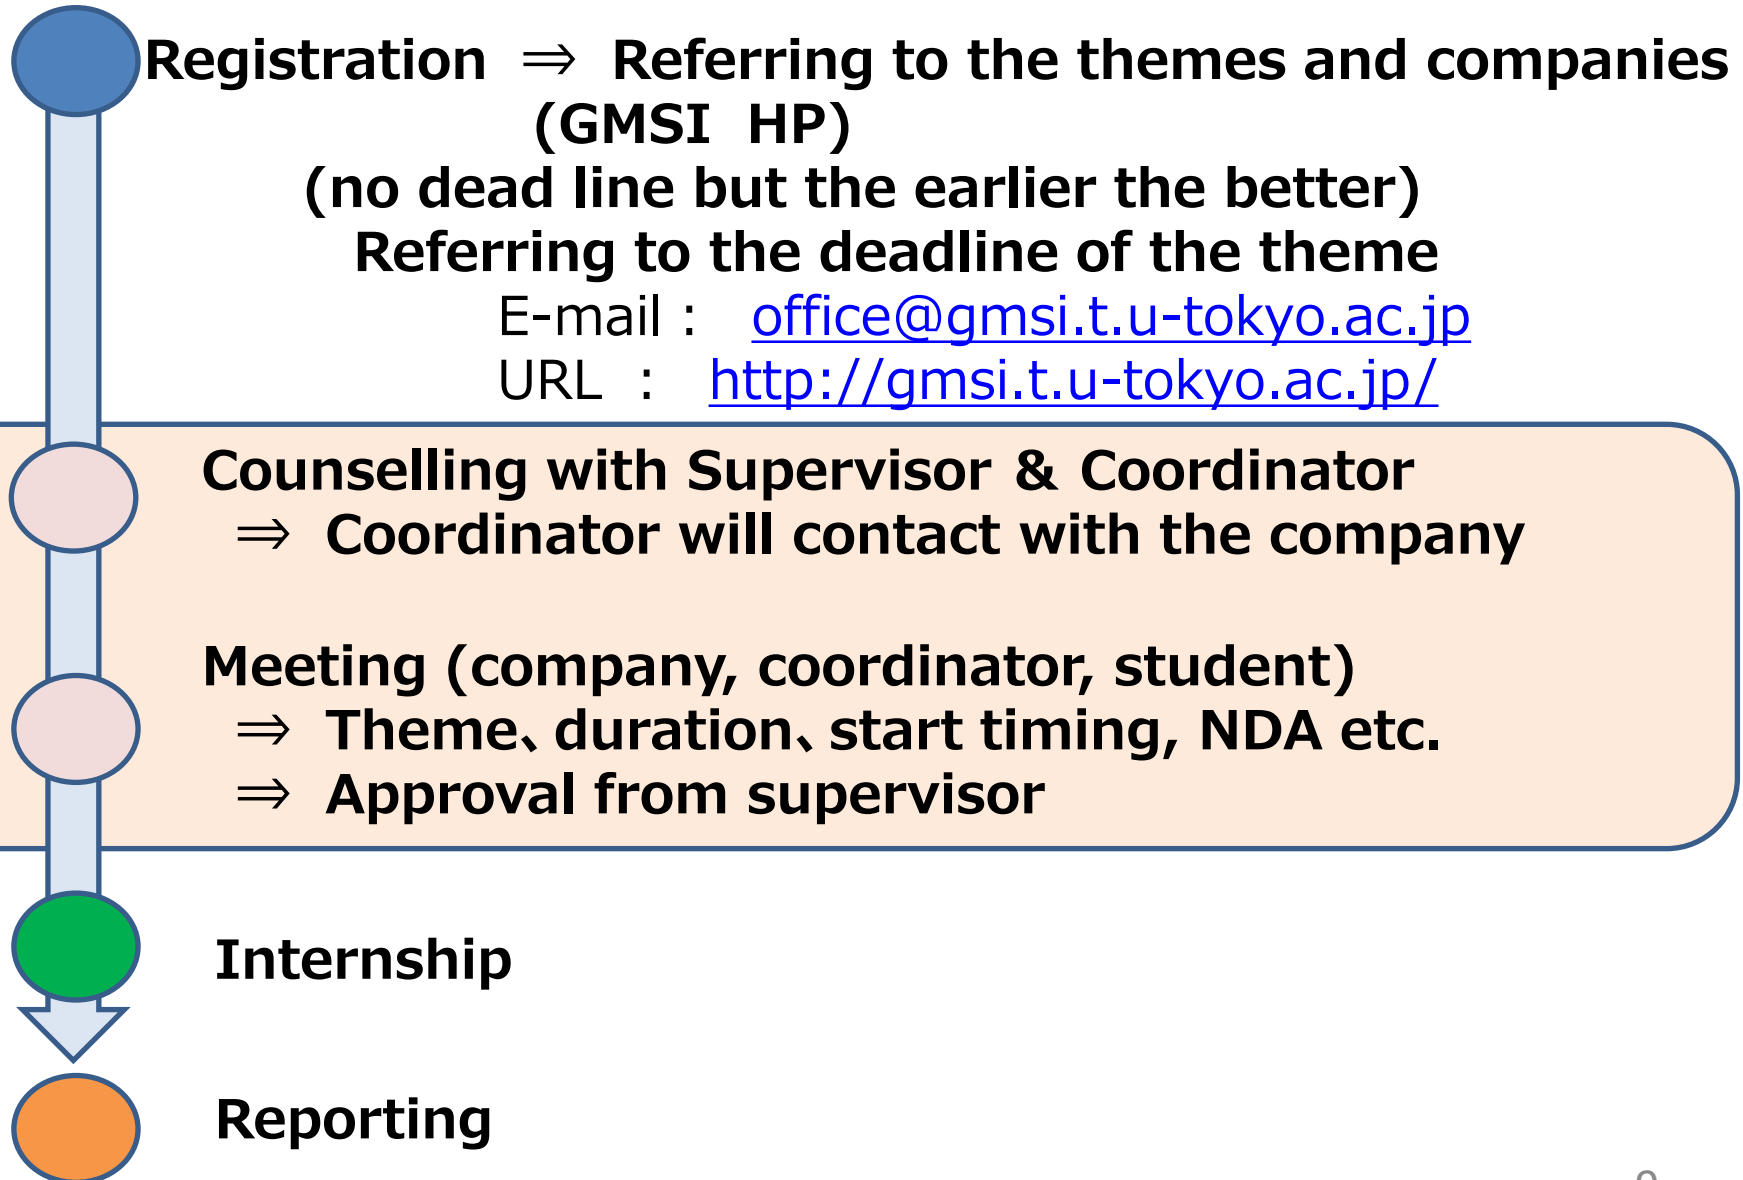 Registration ⇒ Referring to the themes and companies
(GMSI HP)
(no dead line but the earlier the better)
Referring to the deadline of the theme
E-mail : office@gmsi.t.u-tokyo.ac.jp
URL : http://gmsi.t.u-tokyo.ac.jp/
Counselling with Supervisor & Coordinator
⇒ Coordinator will contact with the company
Meeting (company, coordinator, student)
⇒ Theme、duration、start timing, NDA etc.
⇒ Approval from supervisor
Internship
Reporting